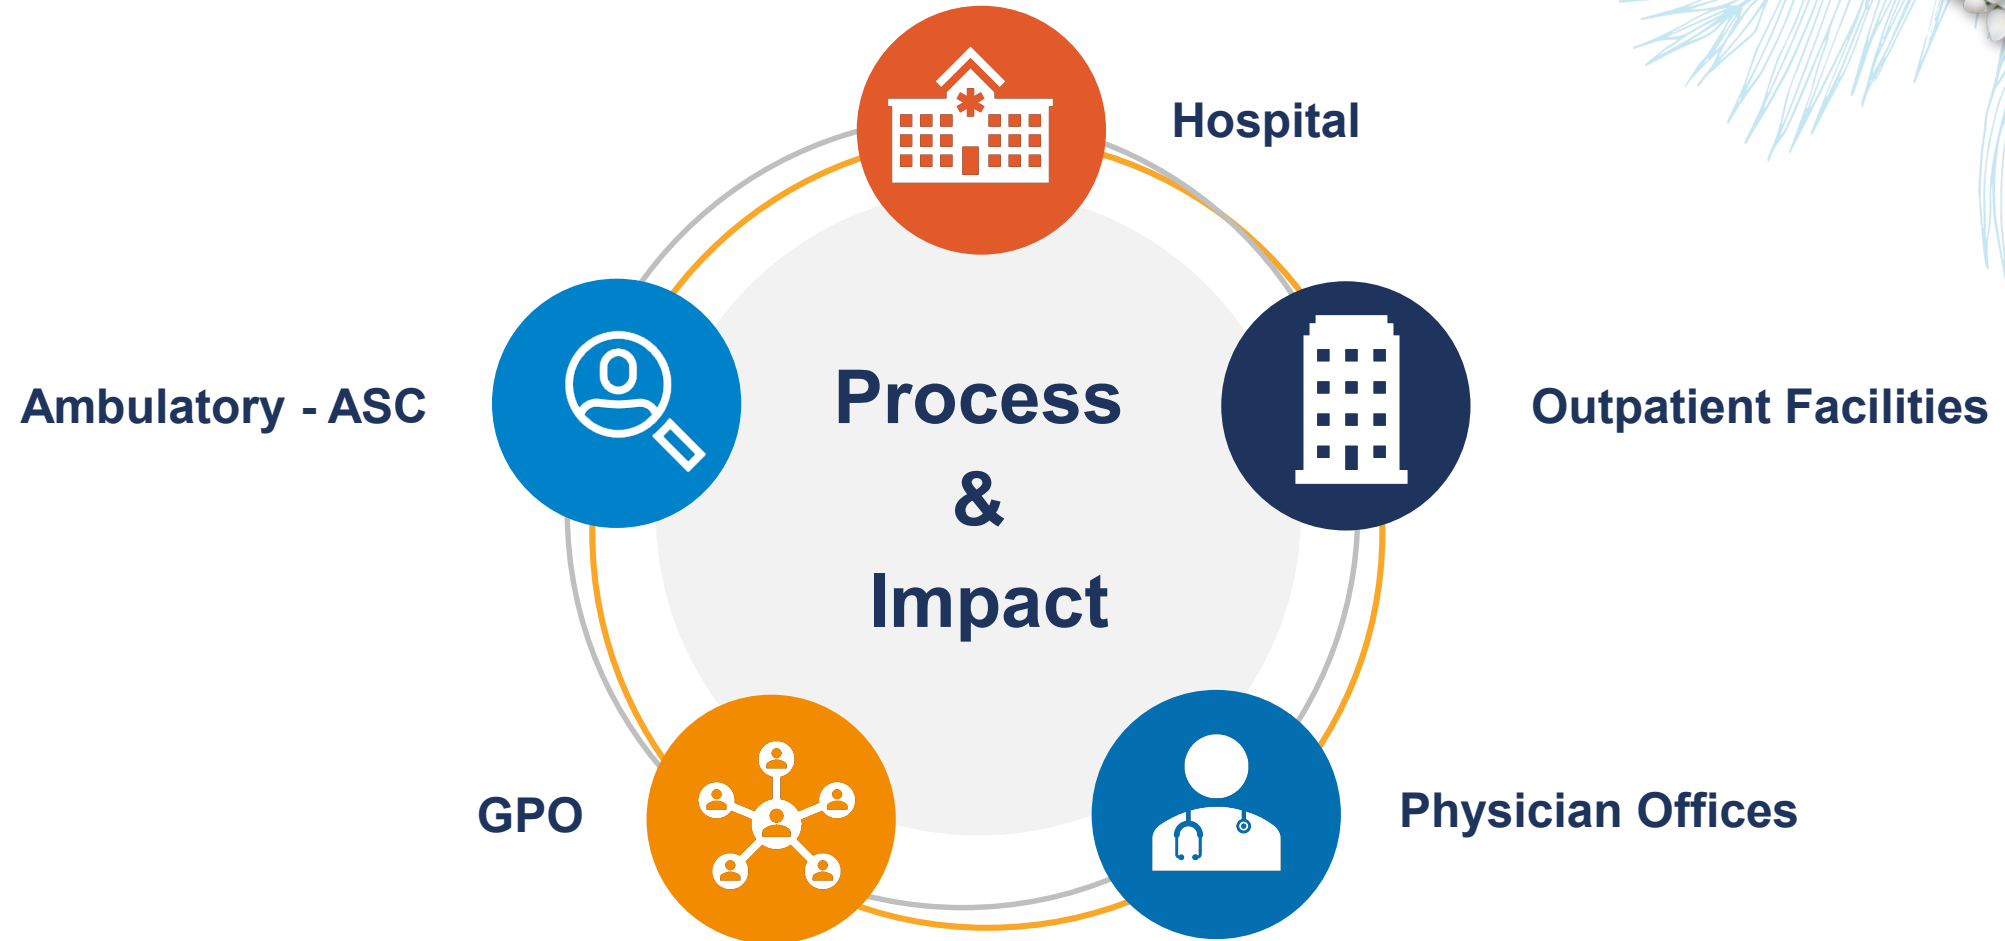 Hospital
Ambulatory - ASC
Process
&
Impact
Outpatient Facilities
GPO
Physician Offices